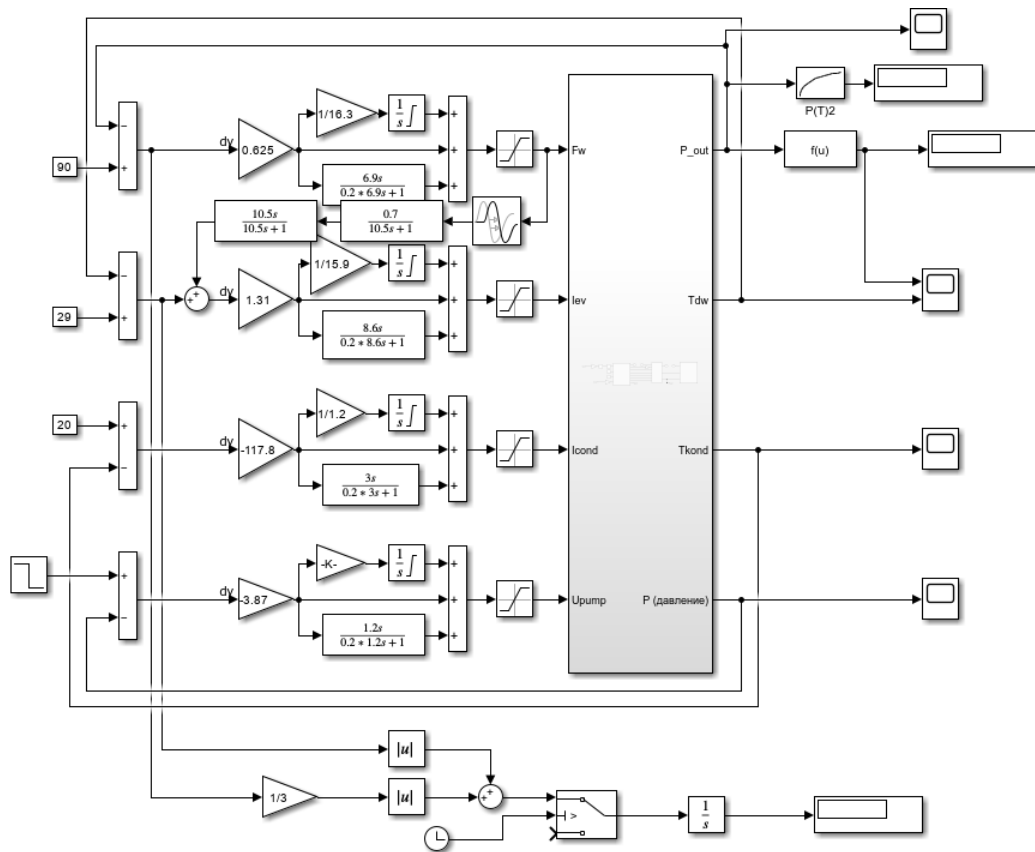 P(T)2
−
dy
0.625
1/16.3
1
s
+
+
+
Fw
P_out
f(u)
90
+
6.9s
0.2 * 6.9s + 1
10.5s
10.5s + 1
0.7
10.5s + 1
−
+
+
dy
1.31
1/15.9
1
s
+
+
+
Iev
Tdw
29
+
8.6s
0.2 * 8.6s + 1
20
+
−
dy
-117.8
1/1.2
1
s
+
+
+
Icond
Tkond
3s
0.2 * 3s + 1
+
−
dy
-3.87
-K-
1
s
+
+
+
Upump
P (давление)
1.2s
0.2 * 1.2s + 1
|u|
1/3
|u|
+
+
>
1
s